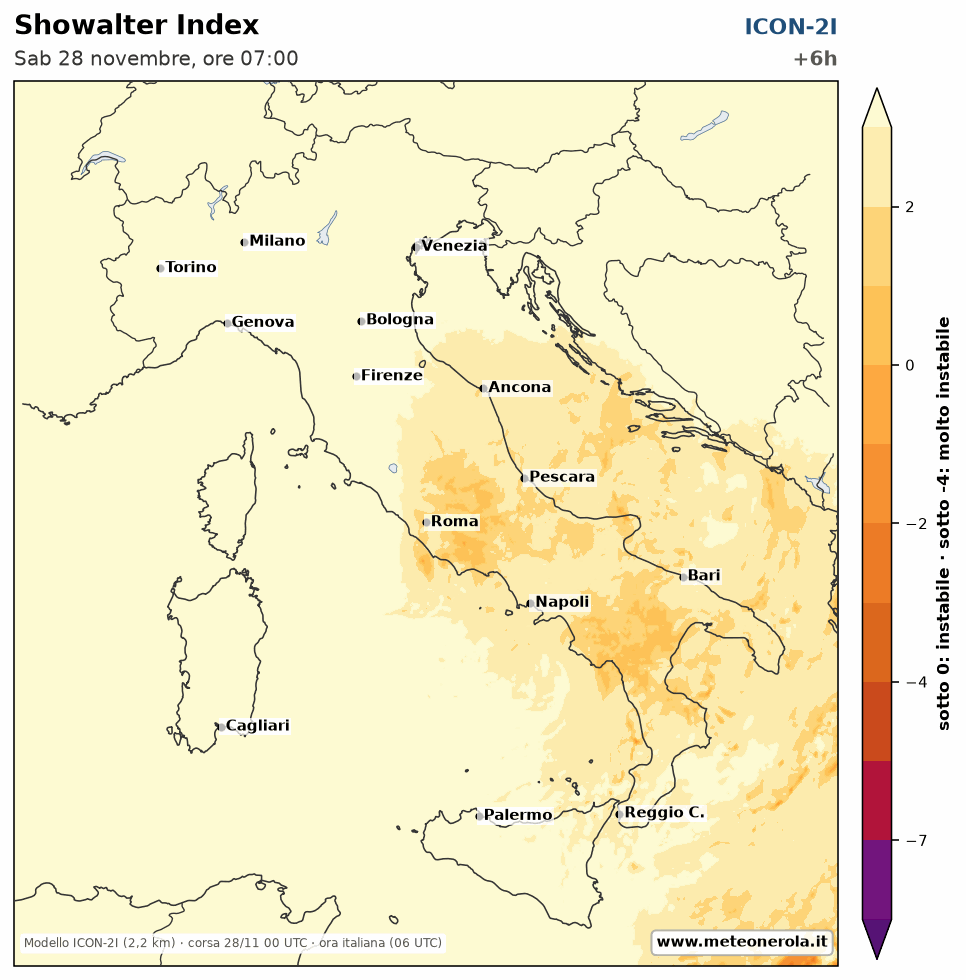 Showalter Index
ICON-2I
Sab 28 novembre, ore 07:00
+6h
Milano
Venezia
Torino
Genova
Bologna
Firenze
Ancona
Pescara
Roma
Bari
Napoli
Cagliari
Palermo
Reggio C.
2
0
−2
−4
−7
sotto 0: instabile · sotto -4: molto instabile
Modello ICON-2I (2,2 km) · corsa 28/11 00 UTC · ora italiana (06 UTC)
www.meteonerola.it